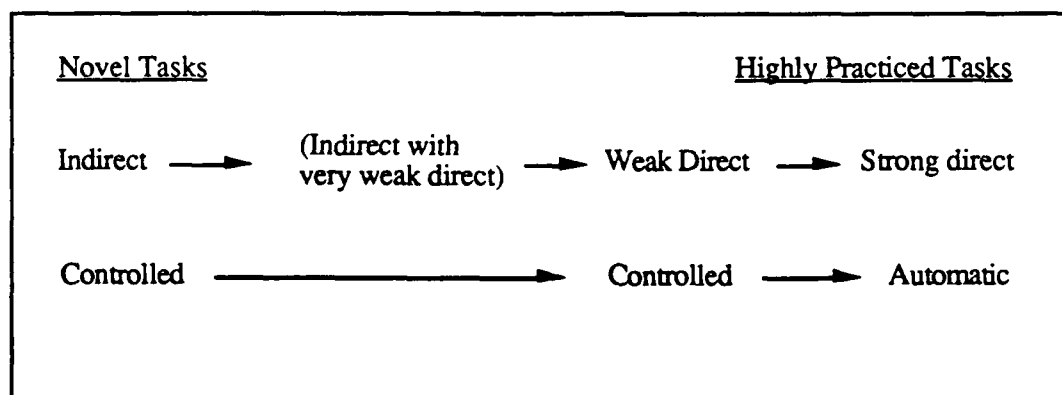 Novel Tasks Highly Practiced Tasks
Indirect (Indirect with very weak direct) Weak Direct Strong direct
Controlled Controlled Automatic